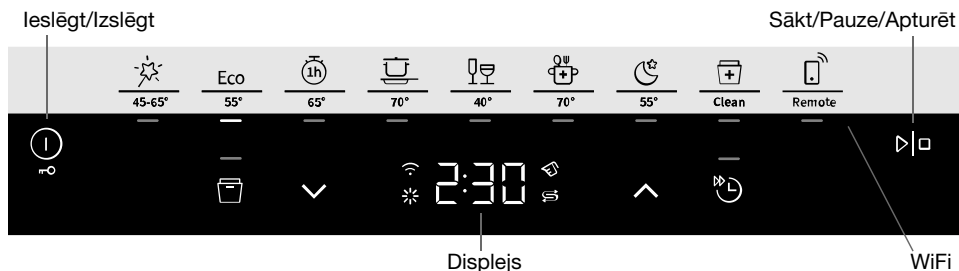 Ieslēgt/Izslēgt Sākt/Pauze/Apturēt
Eco 1h
45-65° 55° 65° 70° 40° 70° 55° Clean Remote
2:30
Displejs WiFi